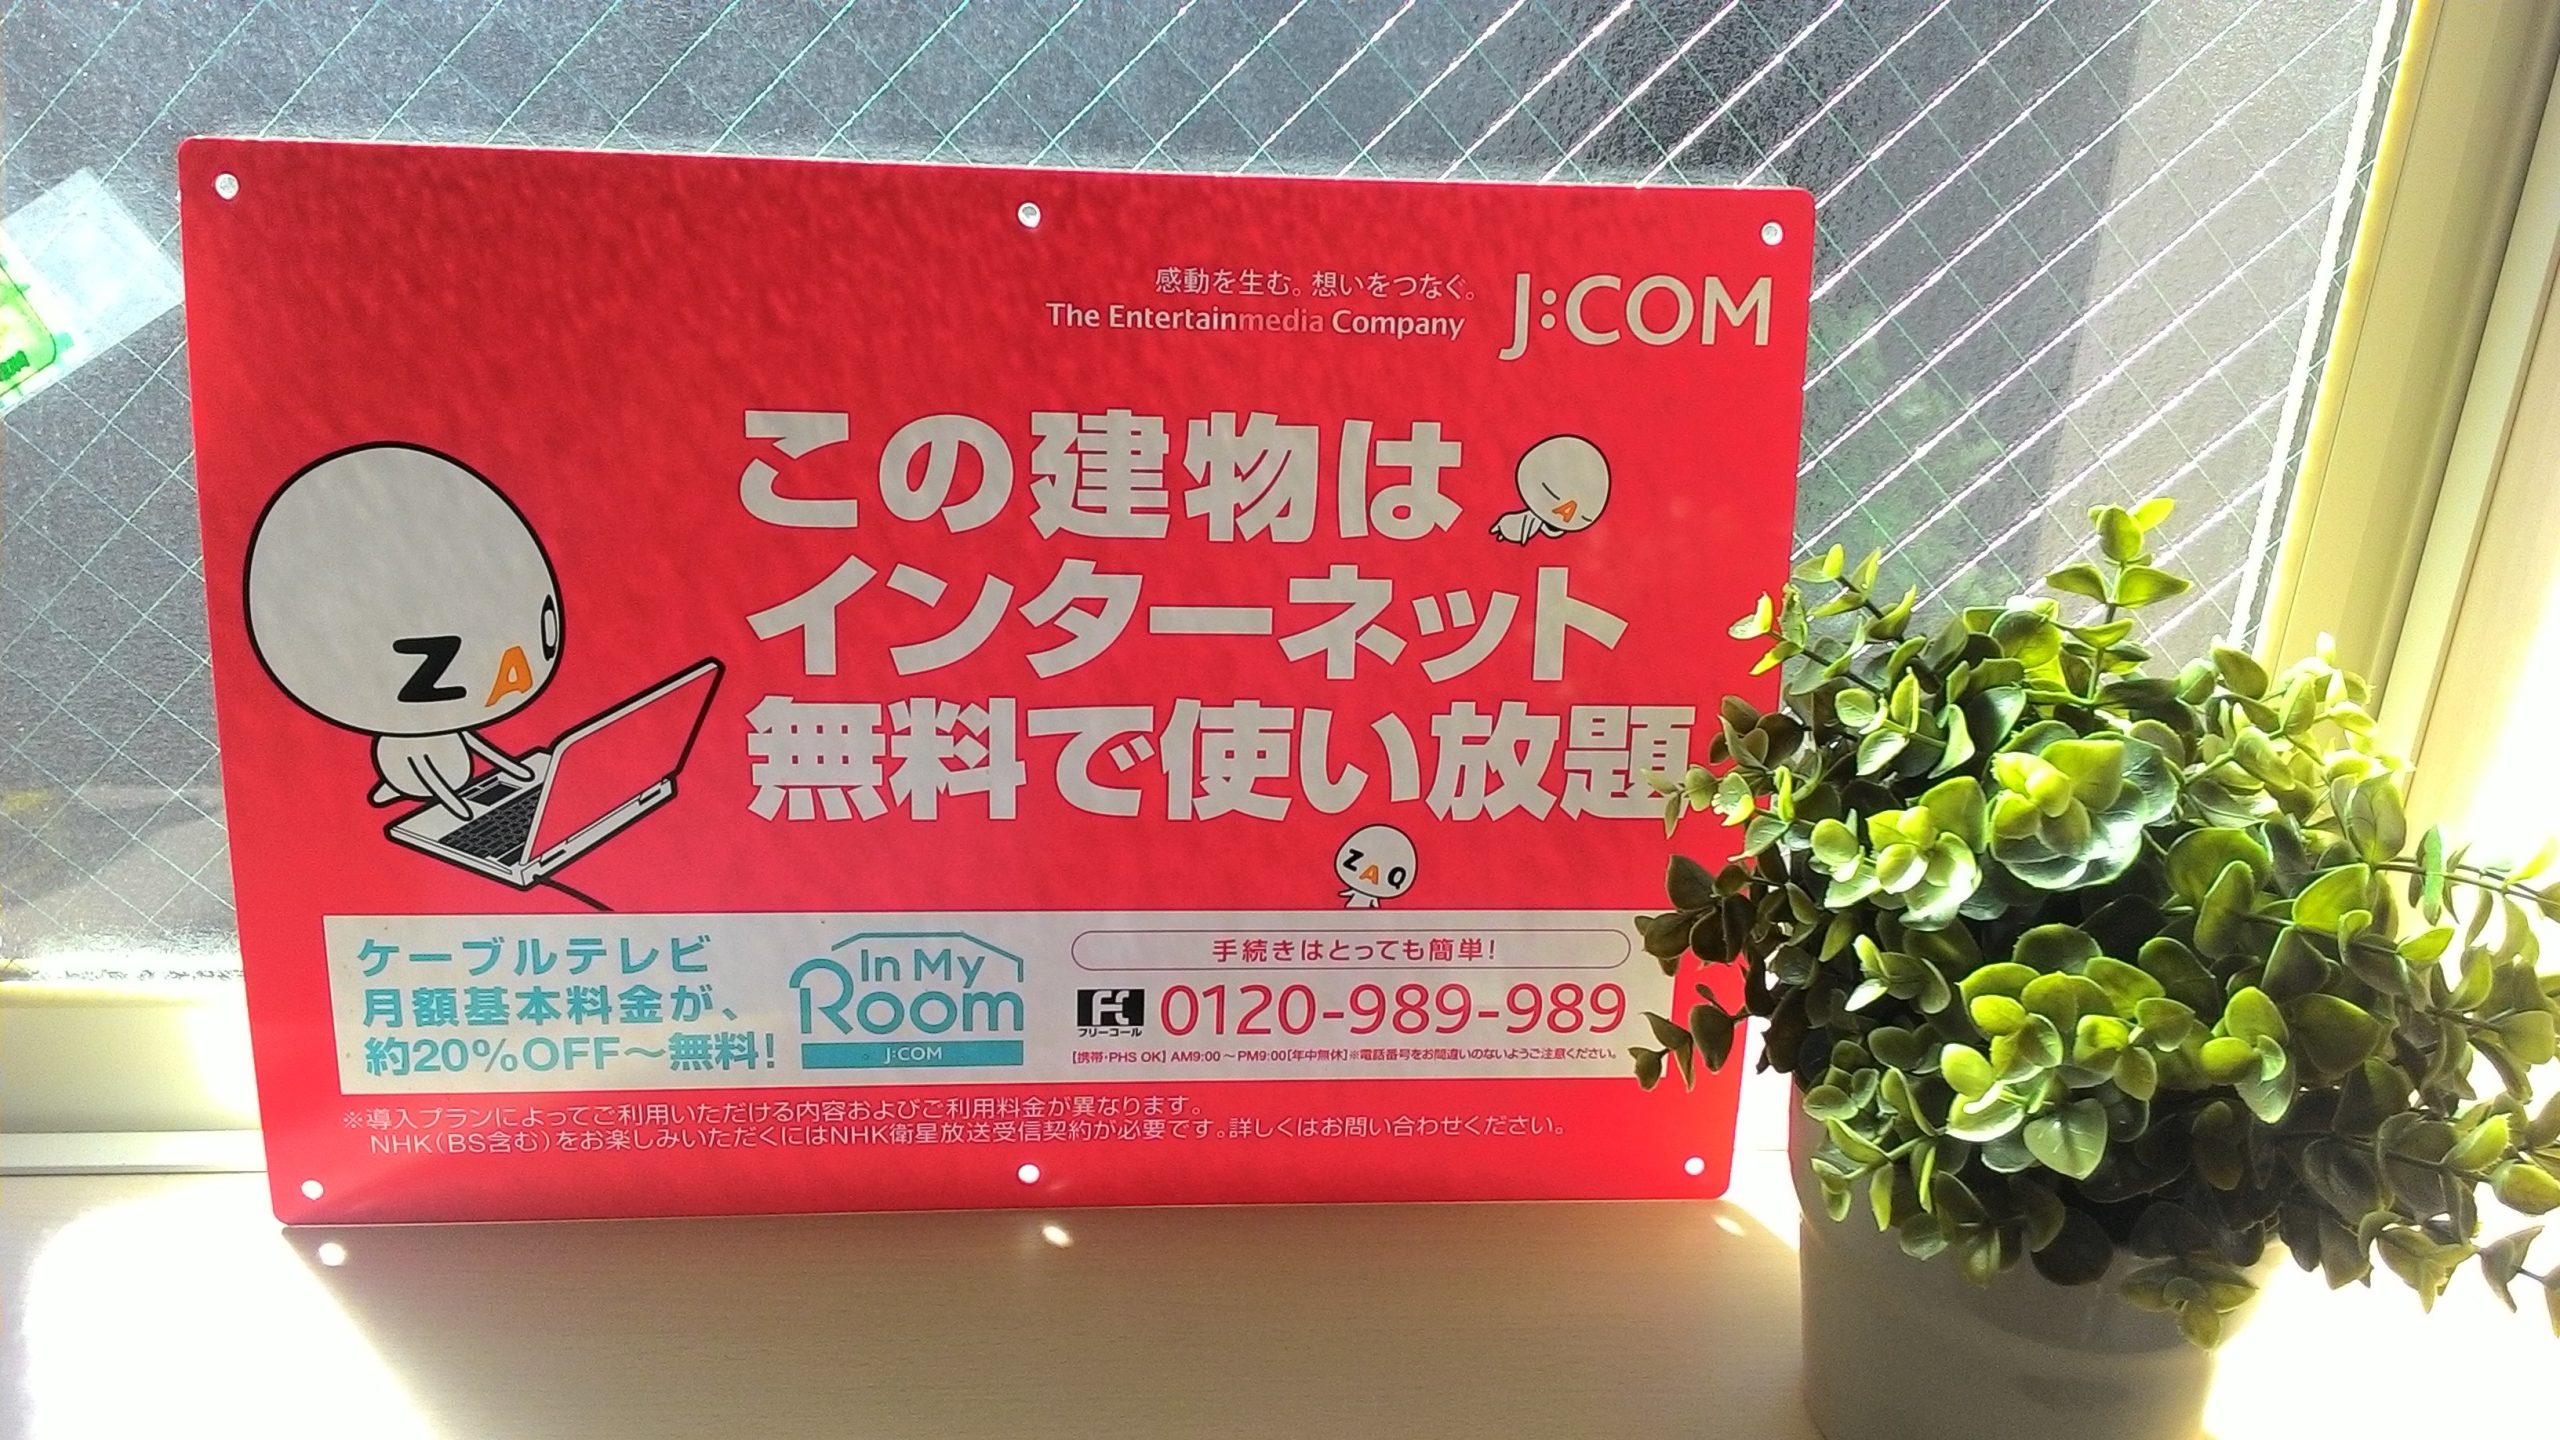 感動を生む。想いをつなぐ。
The Entertainmedia Company
J:COM
この建物は
インターネット
無料で使い放題
ZAQ
A
ZAQ
ケーブルテレビ
月額基本料金が、
約20%OFF～無料!
In My
Room
J:COM
手続きはとっても簡単!
フリーコール
0120-989-989
【携帯・PHS OK】AM9:00～PM9:00[年中無休]※電話番号をお間違いのないようご注意ください。
※導入プランによってご利用いただける内容およびご利用料金が異なります。
NHK(BS含む)をお楽しみいただくにはNHK衛星放送受信契約が必要です。詳しくはお問い合わせください。